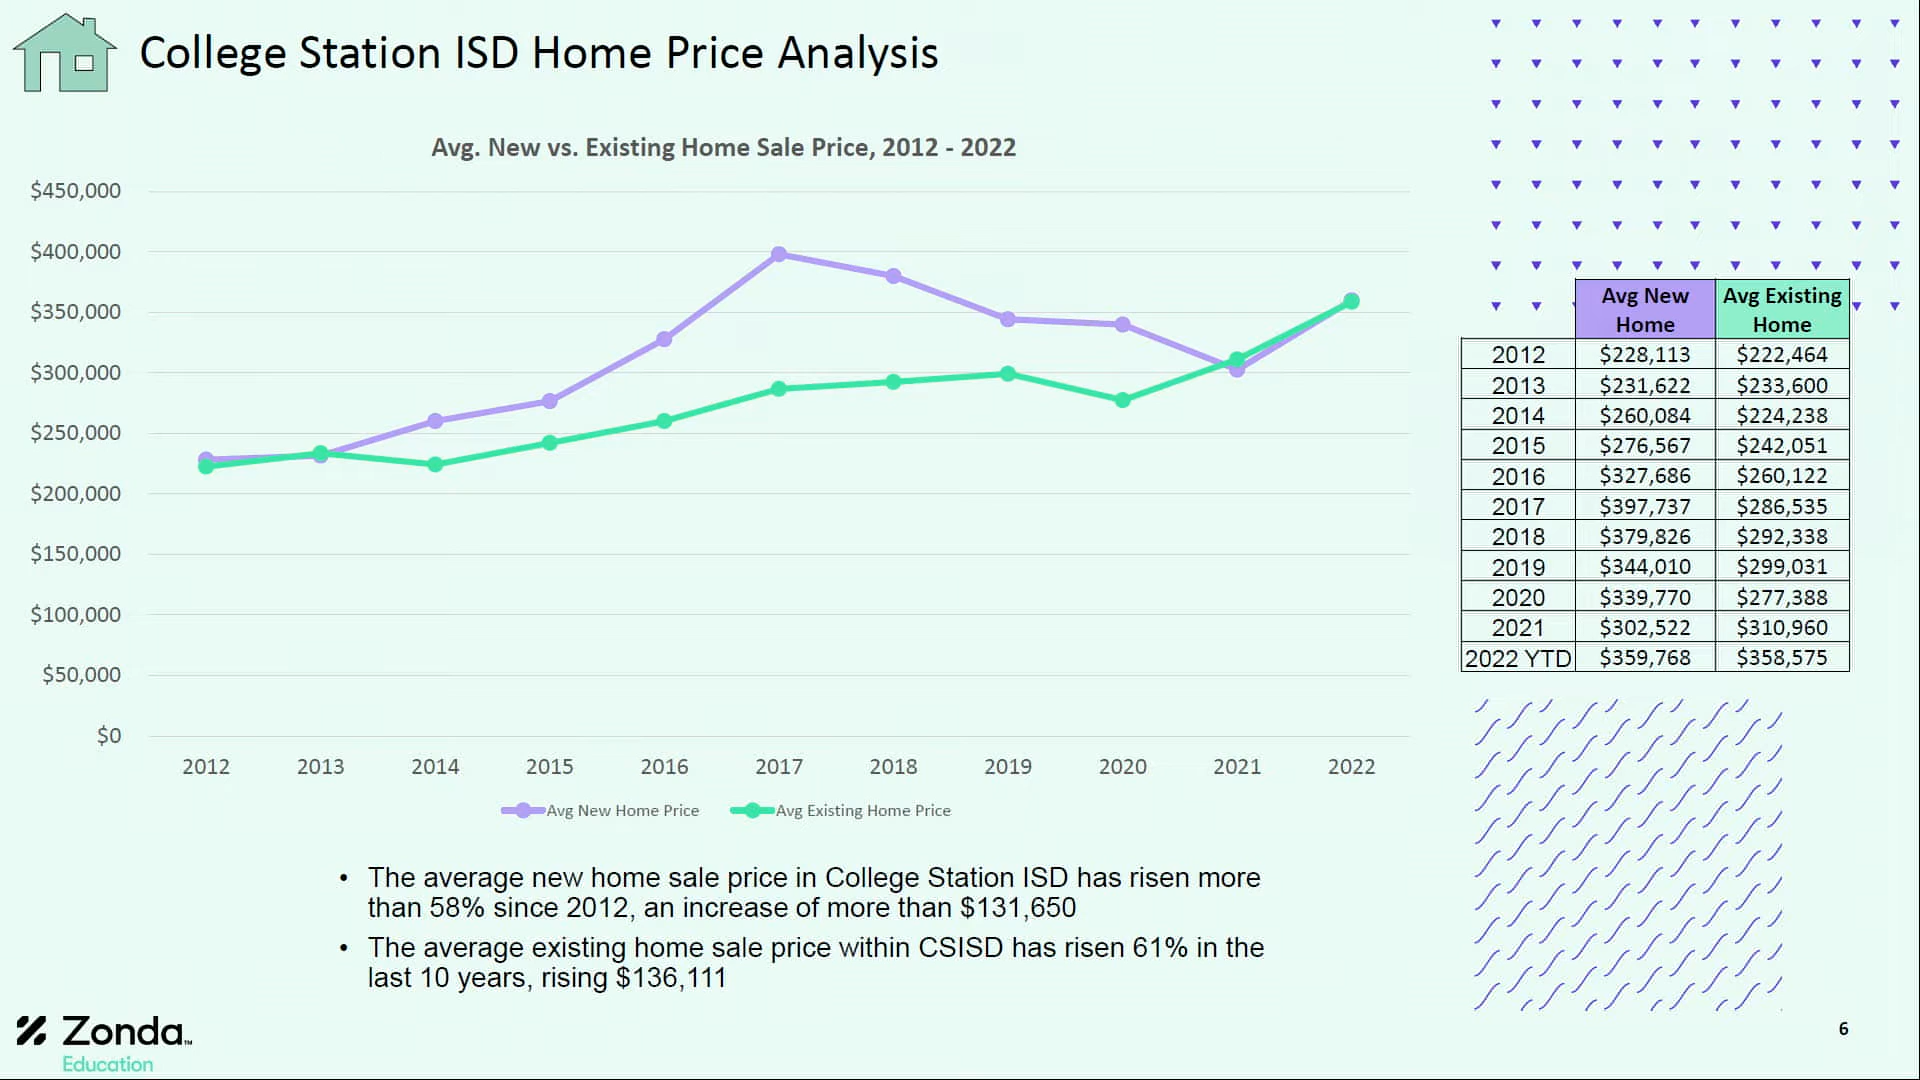 College Station ISD Home Price Analysis
Avg. New vs. Existing Home Sale Price, 2012 - 2022
$450,000
$400,000
$350,000
$300,000
$250,000
$200,000
$150,000
$100,000
$50,000
$0
2012 2013 2014 2015 2016 2017 2018 2019 2020 2021 2022
Avg New Home Price Avg Existing Home Price
Avg New Avg Existing
Home Home
2012 $228,113 $222,464
2013 $231,622 $233,600
2014 $260,084 $224,238
2015 $276,567 $242,051
2016 $327,686 $260,122
2017 $397,737 $286,535
2018 $379,826 $292,338
2019 $344,010 $299,031
2020 $339,770 $277,388
2021 $302,522 $310,960
2022 YTD $359,768 $358,575
• The average new home sale price in College Station ISD has risen more
than 58% since 2012, an increase of more than $131,650
• The average existing home sale price within CSISD has risen 61% in the
last 10 years, rising $136,111
Zonda™
Education
6